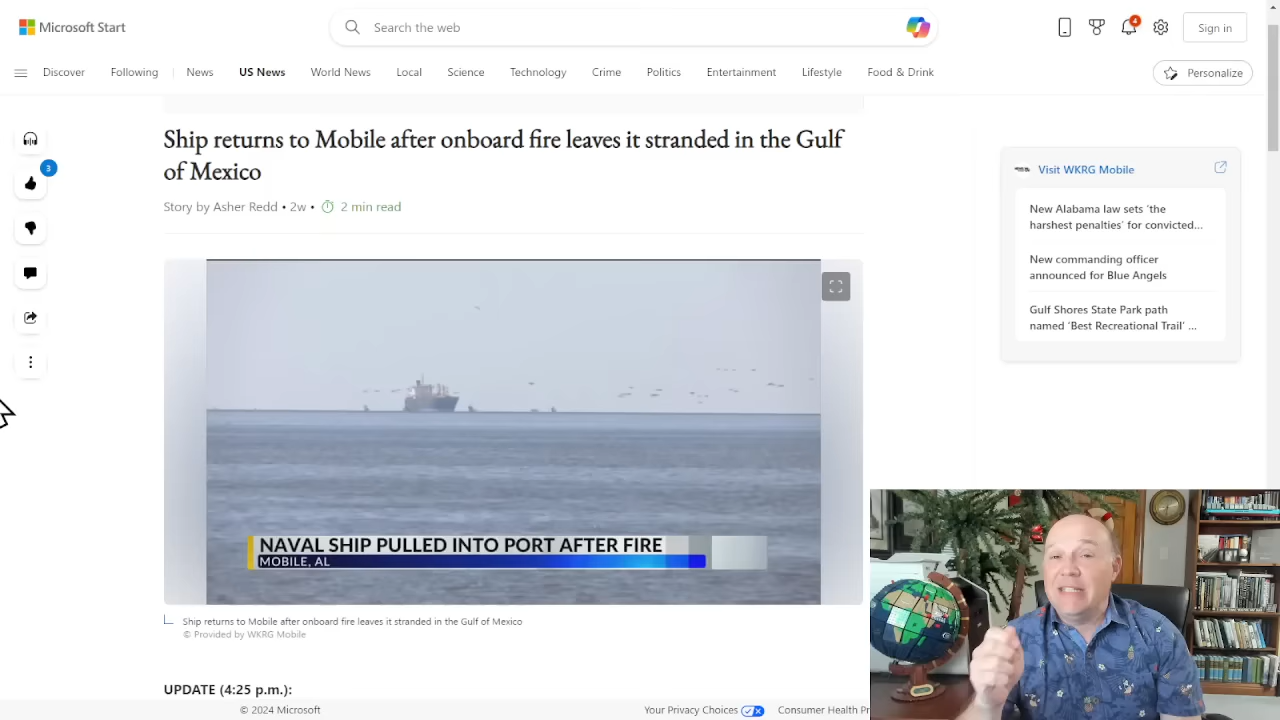 Microsoft Start
Search the web
4
Sign in
Discover
Following
News
US News
World News
Local
Science
Technology
Crime
Politics
Entertainment
Lifestyle
Food & Drink
Personalize
3
Ship returns to Mobile after onboard fire leaves it stranded in the Gulf
of Mexico
Story by Asher Redd • 2w • 2 min read
NAVAL SHIP PULLED INTO PORT AFTER FIRE
MOBILE, AL
Ship returns to Mobile after onboard fire leaves it stranded in the Gulf of Mexico
© Provided by WKRG Mobile
UPDATE (4:25 p.m.):
Visit WKRG Mobile
New Alabama law sets ‘the
harshest penalties’ for convicted...
New commanding officer
announced for Blue Angels
Gulf Shores State Park path
named ‘Best Recreational Trail’ ...
© 2024 Microsoft
Your Privacy Choices
Consumer Health Pr